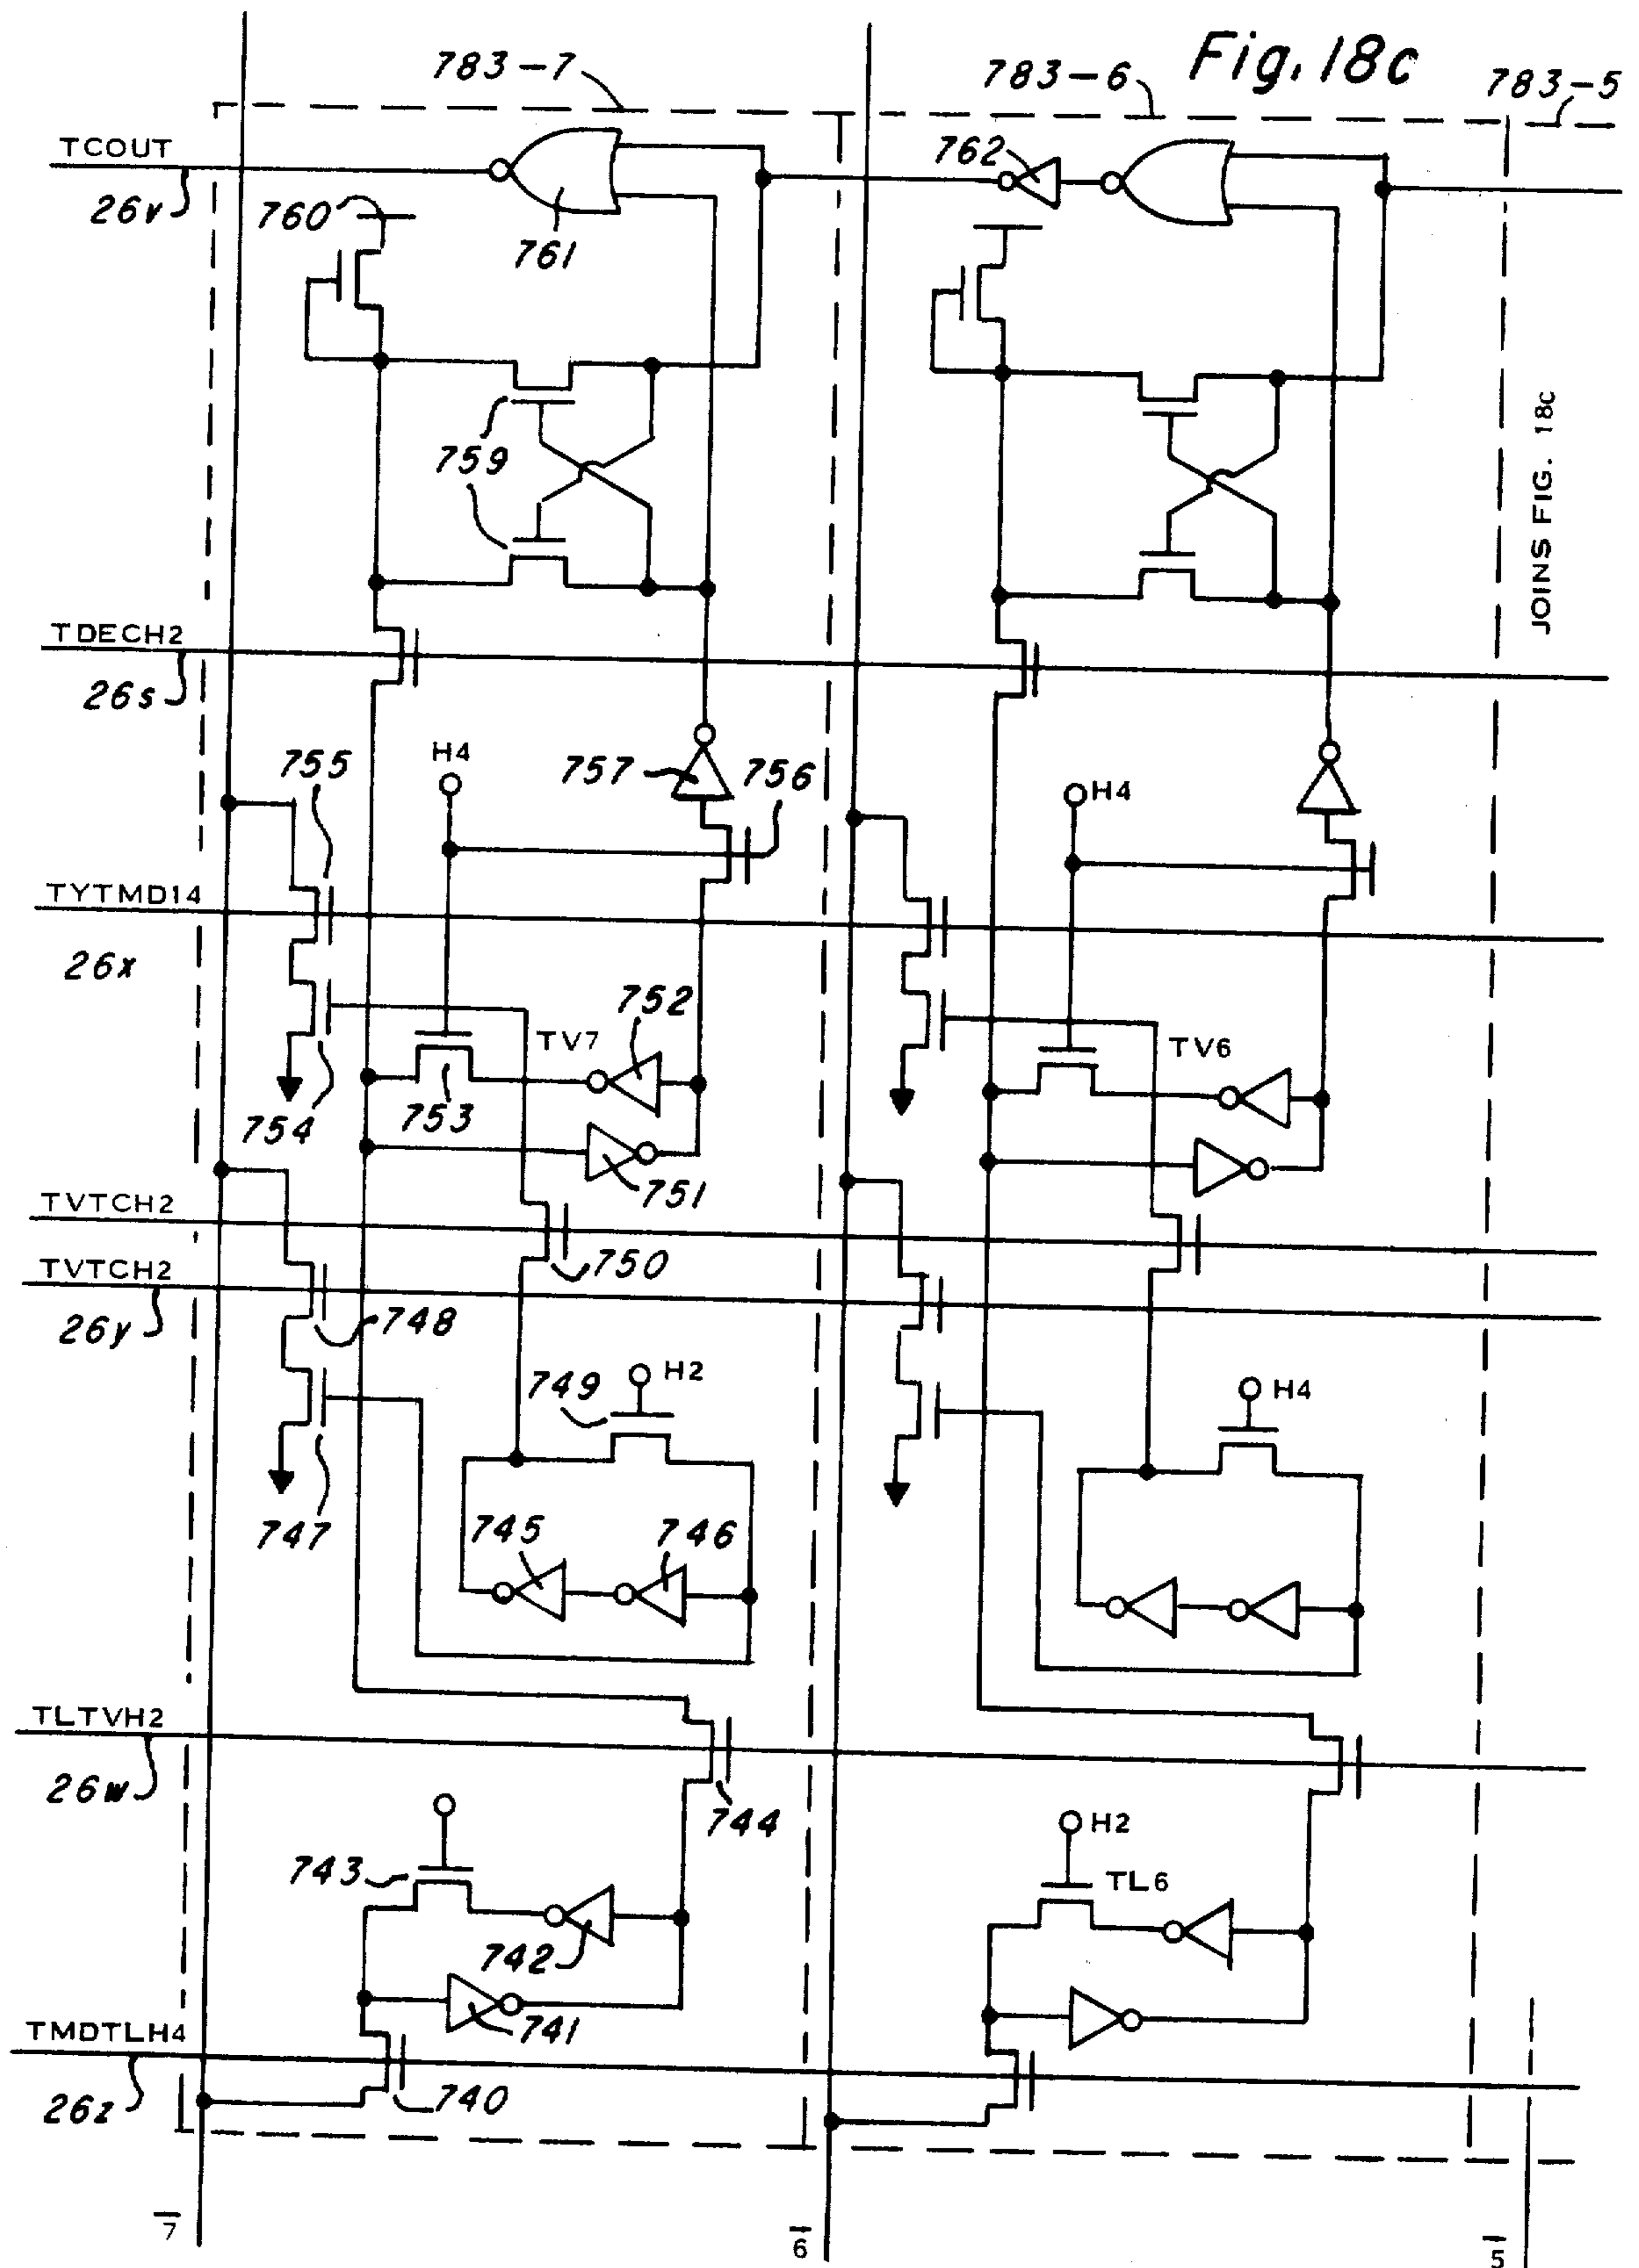 Fig. 18c
783-7
783-6
783-5
TCOUT
26v
760
761
762
759
JOINS FIG. 18c
TDECH2
26s
755
H4
757
756
H4
TYTMD14
26x
752
TV7
TV6
754
753
751
TVTCH2
750
TVTCH2
26y
748
749
H2
H4
747
745
746
TLTVH2
26w
744
743
H2
TL6
742
741
TMDTLH4
26z
740
7
6
5